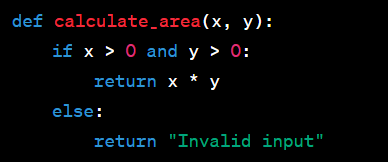 def calculate_area(x, y):
    if x > 0 and y > 0:
        return x * y
    else:
        return "Invalid input"